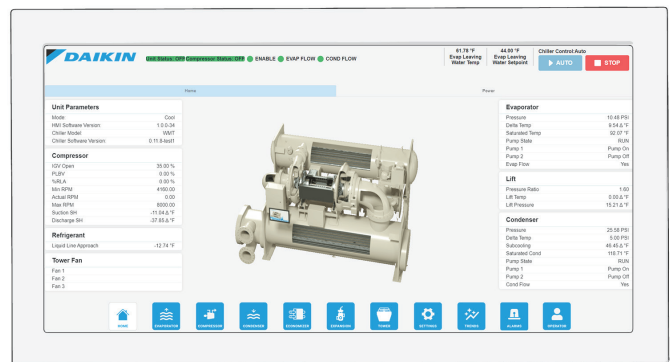 DAIKIN
Unit Status: OFF Compressor Status: OFF ENABLE EVAP FLOW COND FLOW
51.78 °F
Evap Leaving
Water Temp
44.00 °F
Evap Leaving
Water Setpoint
Chiller Control:Auto
AUTO
STOP
Home
Power
Unit Parameters
Mode Cool
HMI Software Version 1.0.0-34
Chiller Model WMT
Chiller Software Version
Compressor
IGV Open 35.00 %
PLBV 0.00 %
%RLA 0.00 %
Min RPM 4160.00
Actual RPM 0.00
Max RPM 8000.00
Suction SH -11.04 Δ°F
Discharge SH -37.85 Δ°F
Refrigerant
Liquid Line Approach -12.74 °F
Tower Fan
Fan 1
Fan 2
Fan 3
Evaporator
Pressure 10.48 PSI
Delta Temp 9.54 Δ°F
Saturated Temp 92.07 °F
Pump State RUN
Pump 1 Pump On
Pump 2 Pump Off
Evap Flow Yes
Lift
Pressure Ratio 1.60
Lift Temp 0.00 Δ°F
Lift Pressure 15.21 Δ°F
Condenser
Pressure 25.58 PSI
Delta Temp 5.00 PSI
Subcooling 46.45 Δ°F
Saturated Cond 116.71 °F
Pump State RUN
Pump 1 Pump On
Pump 2 Pump Off
Cond Flow Yes
HOME
EVAPORATOR
COMPRESSOR
CONDENSER
ECONOMIZER
EXPANSION
POWER
SETTINGS
TRENDS
ALARMS
OPERATOR